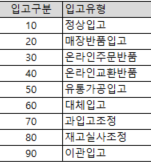 입고구분 입고유형
10 정상입고
20 매장반품입고
30 온라인주문반품
40 온라인교환반품
50 유통가공입고
60 대체입고
70 과입고조정
80 재고실사조정
90 이관입고